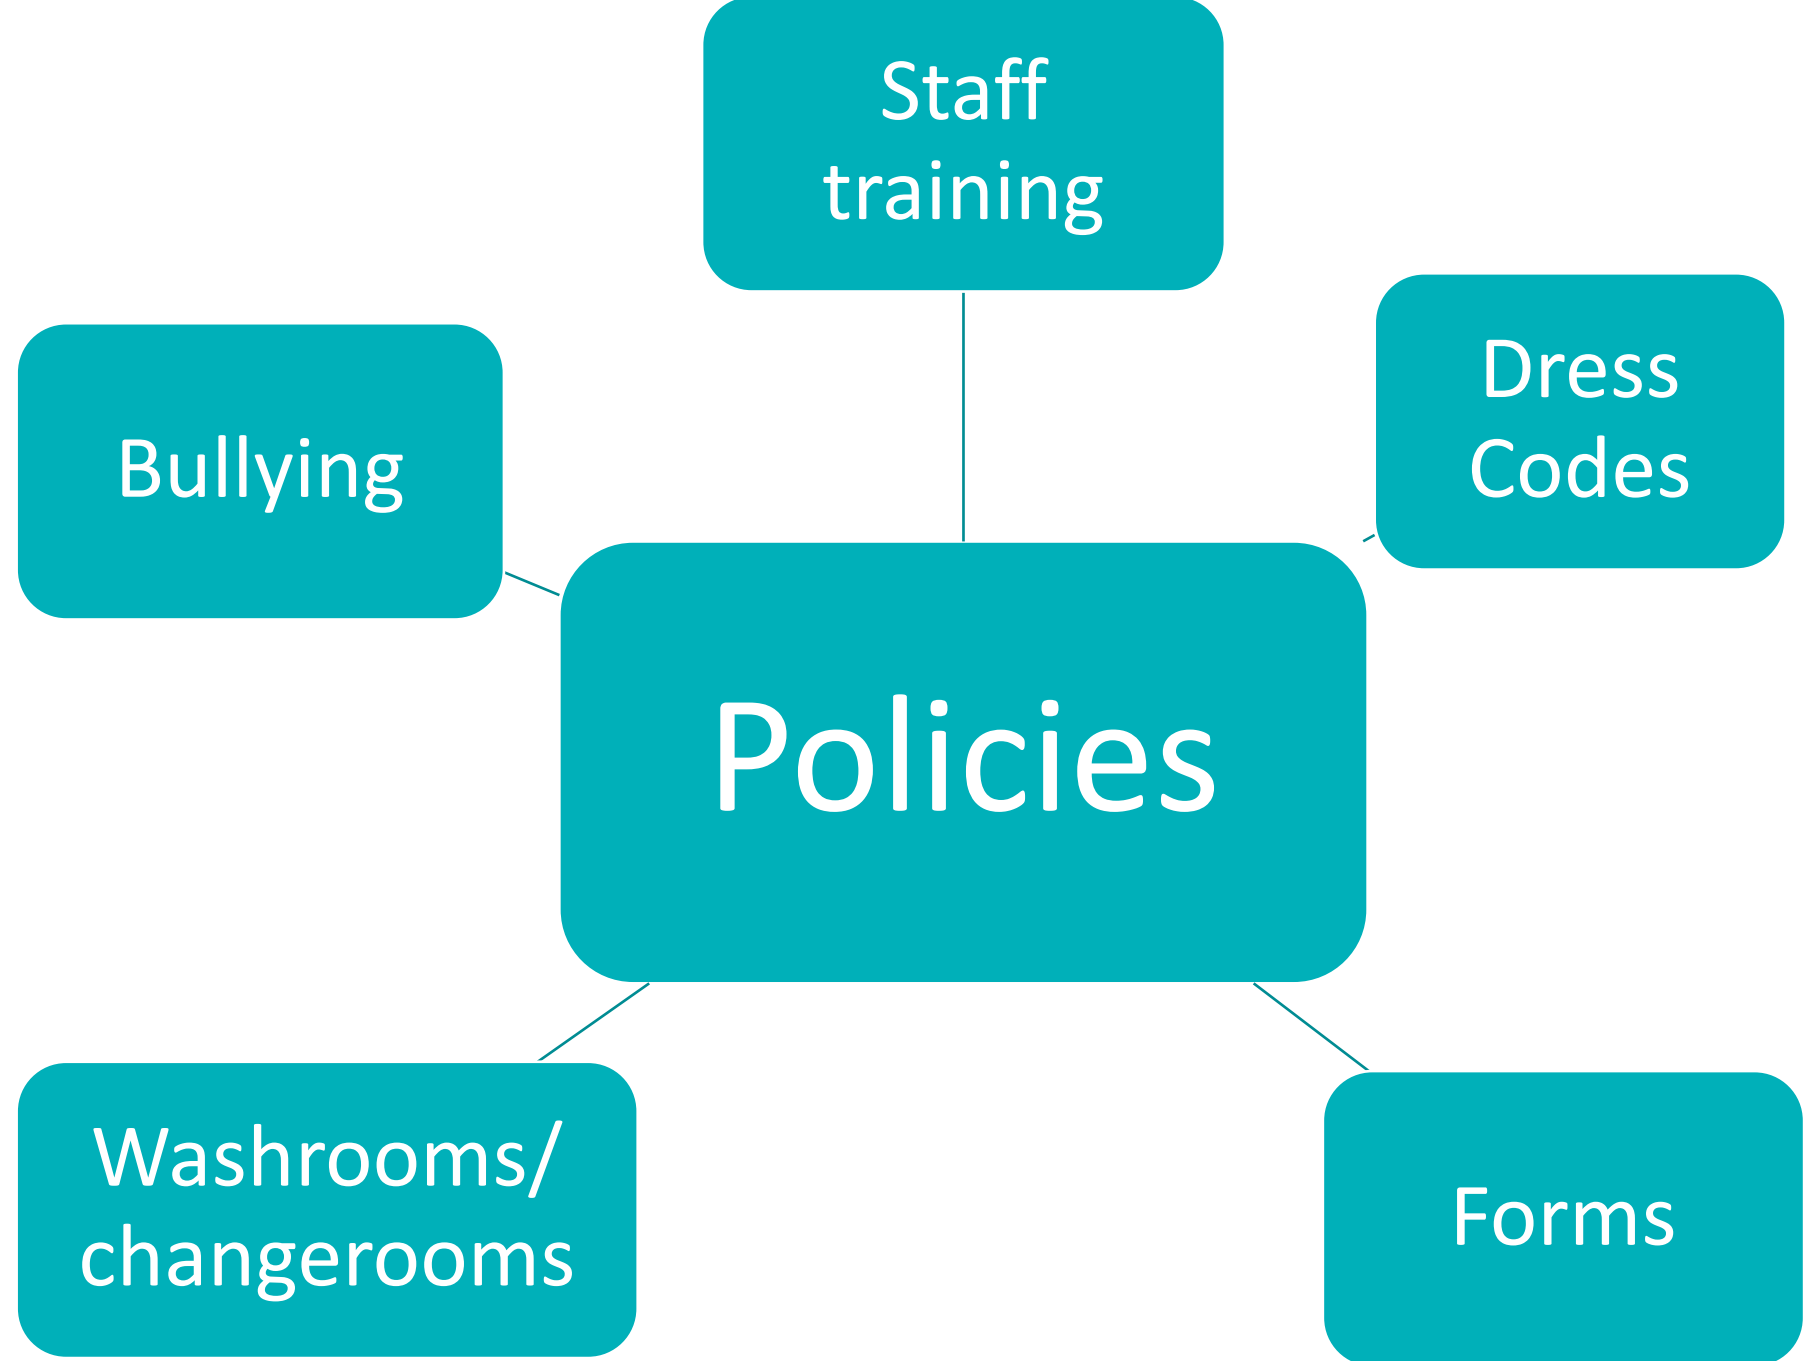 Staff
training
Dress
Codes
Bullying
Policies
Washrooms/
changerooms
Forms